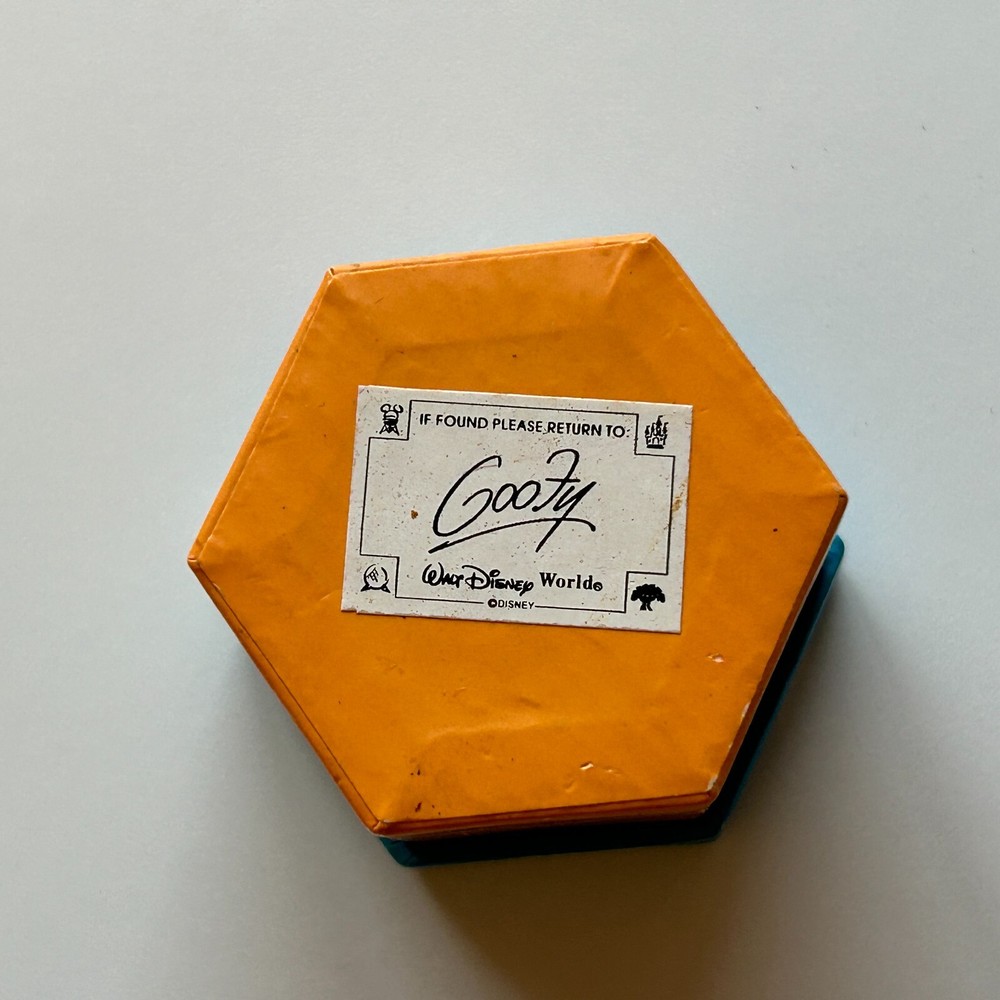 IF FOUND PLEASE RETURN TO:
Goofy
Walt Disney World®
©DISNEY